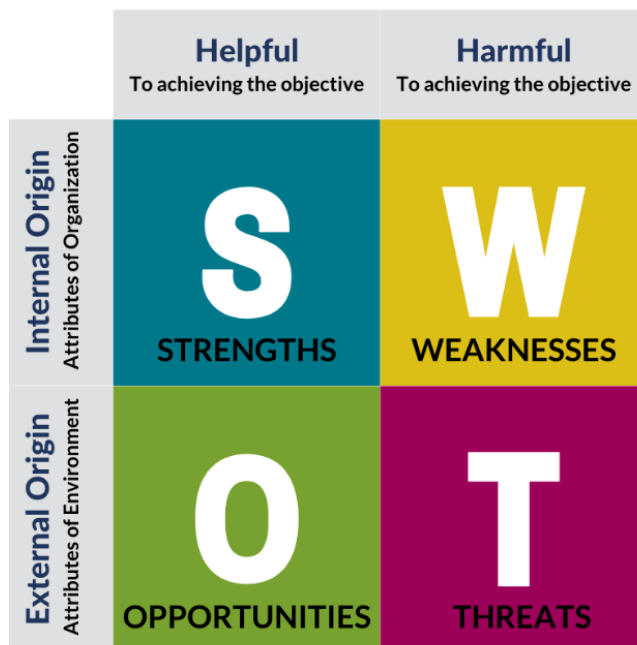 Helpful
To achieving the objective
Harmful
To achieving the objective
Internal Origin
Attributes of Organization
S
STRENGTHS
W
WEAKNESSES
External Origin
Attributes of Environment
O
OPPORTUNITIES
T
THREATS